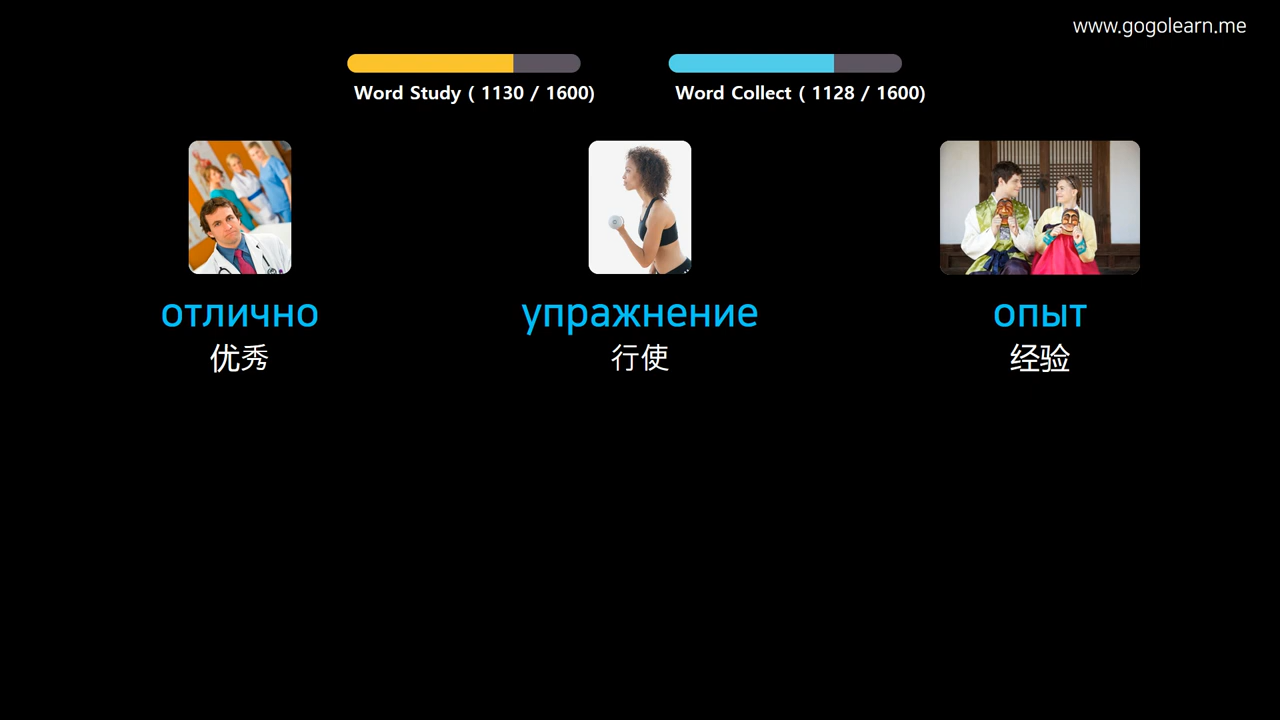 www.gogolearn.me
Word Study ( 1130 / 1600)
Word Collect ( 1128 / 1600)
отлично
упражнение
опыт
优秀
行使
经验